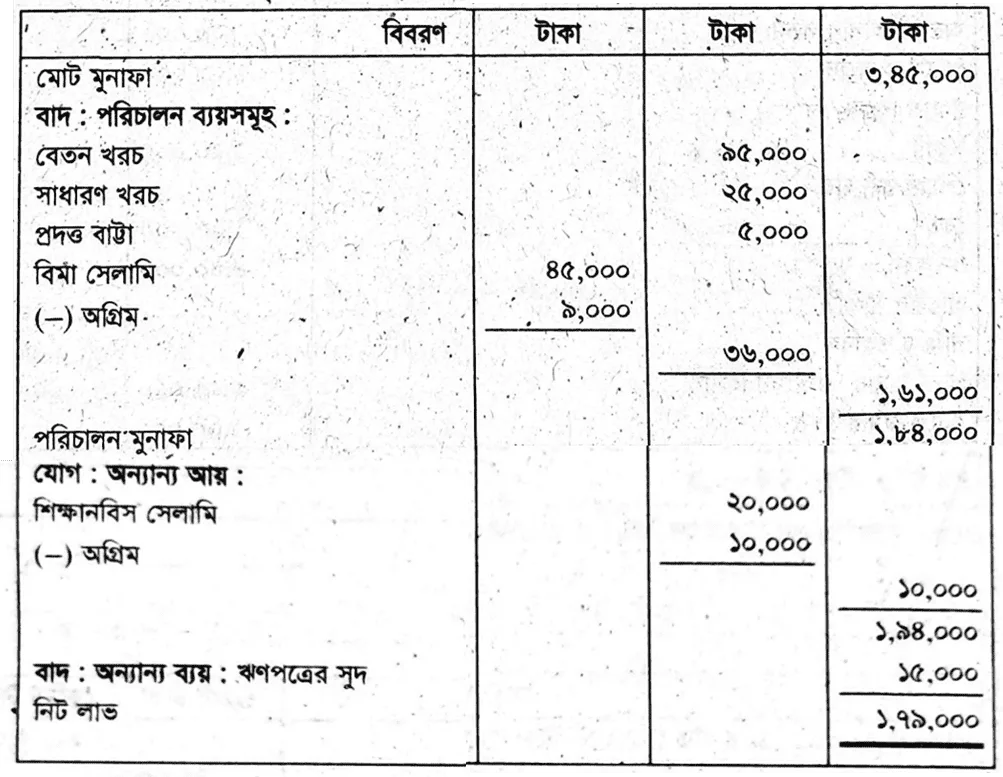 বিবরণ টাকা টাকা টাকা
মোট মুনাফা ৩,৪৫,০০০
বাদ : পরিচালন ব্যয়সমূহ :
বেতন খরচ ৯৫,০০০
সাধারণ খরচ ২৫,০০০
প্রদত্ত বাট্টা ৫,০০০
বিমা সেলামি ৪৫,০০০
(−) অগ্রিম ৯,০০০
৩৬,০০০
১,৬১,০০০
পরিচালন মুনাফা ১,৮৪,০০০
যোগ : অন্যান্য আয় :
শিক্ষানবিস সেলামি ২০,০০০
(−) অগ্রিম ১০,০০০
১০,০০০
১,৯৪,০০০
বাদ : অন্যান্য ব্যয় : ঋণপত্রের সুদ ১৫,০০০
নিট লাভ ১,৭৯,০০০